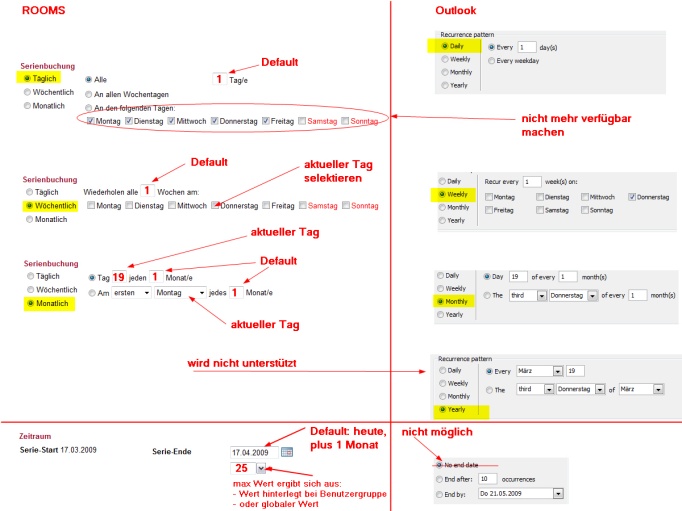 ROOMS
Outlook
Serienbuchung
Täglich
Wöchentlich
Monatlich
Alle
1 Tag/e
Default
An allen Wochentagen
An den folgenden Tagen:
Montag Dienstag Mittwoch Donnerstag Freitag Samstag Sonntag
Recurrence pattern
Daily
Weekly
Monthly
Yearly
Every 1 day(s)
Every weekday
nicht mehr verfügbar
machen
Default
aktueller Tag
selektieren
Serienbuchung
Täglich
Wöchentlich
Monatlich
Wiederholen alle 1 Wochen am:
Montag Dienstag Mittwoch Donnerstag Freitag Samstag Sonntag
Daily
Weekly
Monthly
Yearly
Recur every 1 week(s) on:
Montag Dienstag Mittwoch Donnerstag
Freitag Samstag Sonntag
aktueller Tag
Default
Serienbuchung
Täglich
Wöchentlich
Monatlich
Tag 19 jeden 1 Monat/e
Am ersten Montag jedes 1 Monat/e
aktueller Tag
Daily
Weekly
Monthly
Yearly
Day 19 of every 1 month(s)
The third Donnerstag of every 1 month(s)
wird nicht unterstützt
Recurrence pattern
Daily
Weekly
Monthly
Yearly
Every März 19
The third Donnerstag of März
Zeitraum
Serie-Start 17.03.2009
Serie-Ende
17.04.2009
25
Default: heute,
plus 1 Monat
max Wert ergibt sich aus:
- Wert hinterlegt bei Benutzergruppe
- oder globaler Wert
nicht möglich
No end date
End after: 10 occurrences
End by: Do 21.05.2009